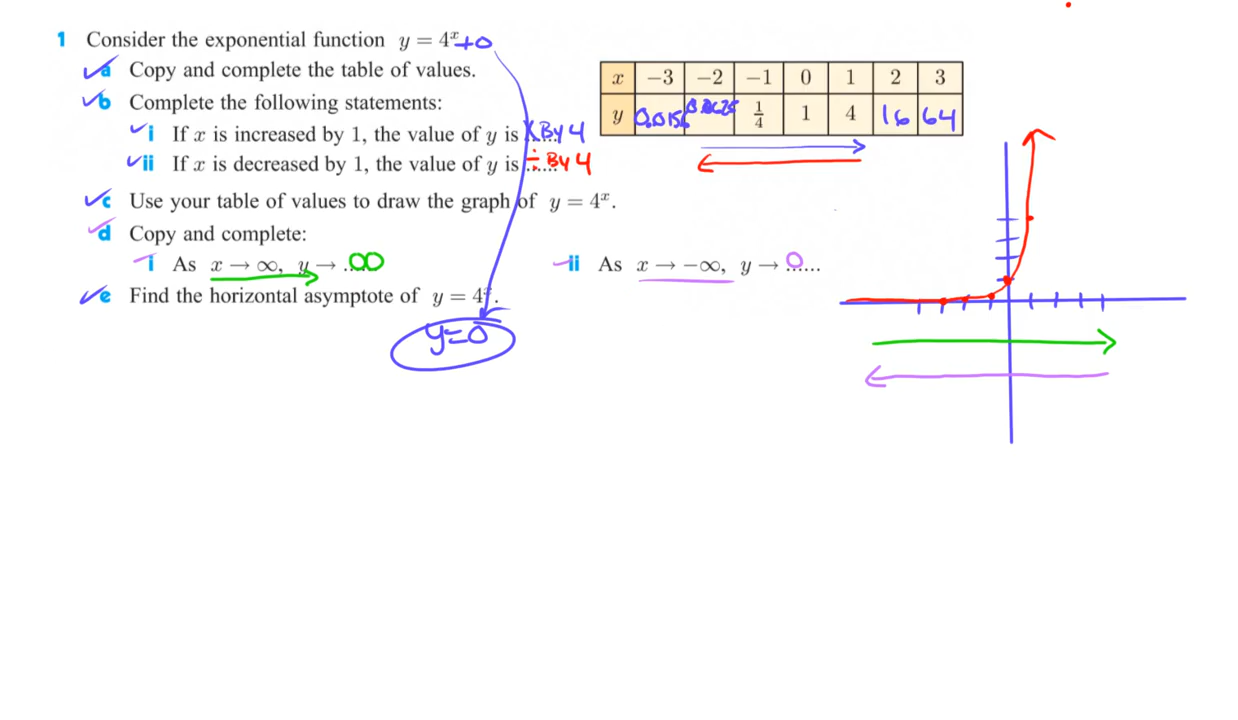 1 Consider the exponential function y = 4^x +0
a Copy and complete the table of values.
b Complete the following statements:
i If x is increased by 1, the value of y is ..... × By 4
ii If x is decreased by 1, the value of y is ..... ÷ By 4
x −3 −2 −1 0 1 2 3
y 0.0156 1/4 1 4 16 64
c Use your table of values to draw the graph of y = 4^x.
d Copy and complete:
i As x → ∞, y → .... ∞
ii As x → −∞, y → ...... 0
e Find the horizontal asymptote of y = 4^x.
y=0